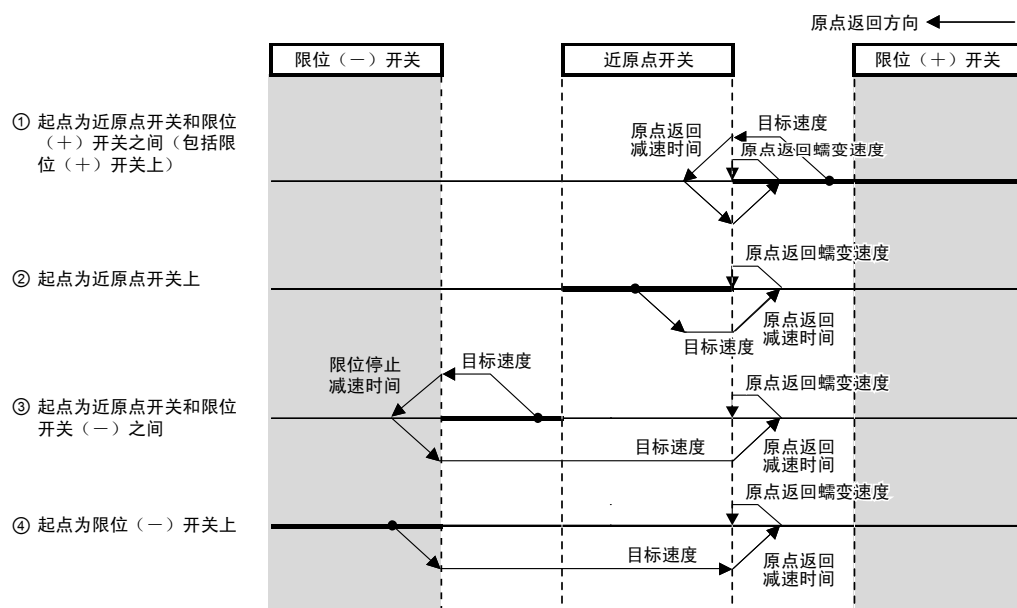 原点返回方向
限位（－）开关
近原点开关
限位（＋）开关
① 起点为近原点开关和限位
（＋）开关之间（包括限
位（＋）开关上）
原点返回
减速时间
目标速度
原点返回蠕变速度
② 起点为近原点开关上
原点返回蠕变速度
目标速度
原点返回
减速时间
③ 起点为近原点开关和限位
开关（－）之间
限位停止
减速时间
目标速度
原点返回蠕变速度
目标速度
原点返回
减速时间
④ 起点为限位（－）开关上
原点返回蠕变速度
目标速度
原点返回
减速时间